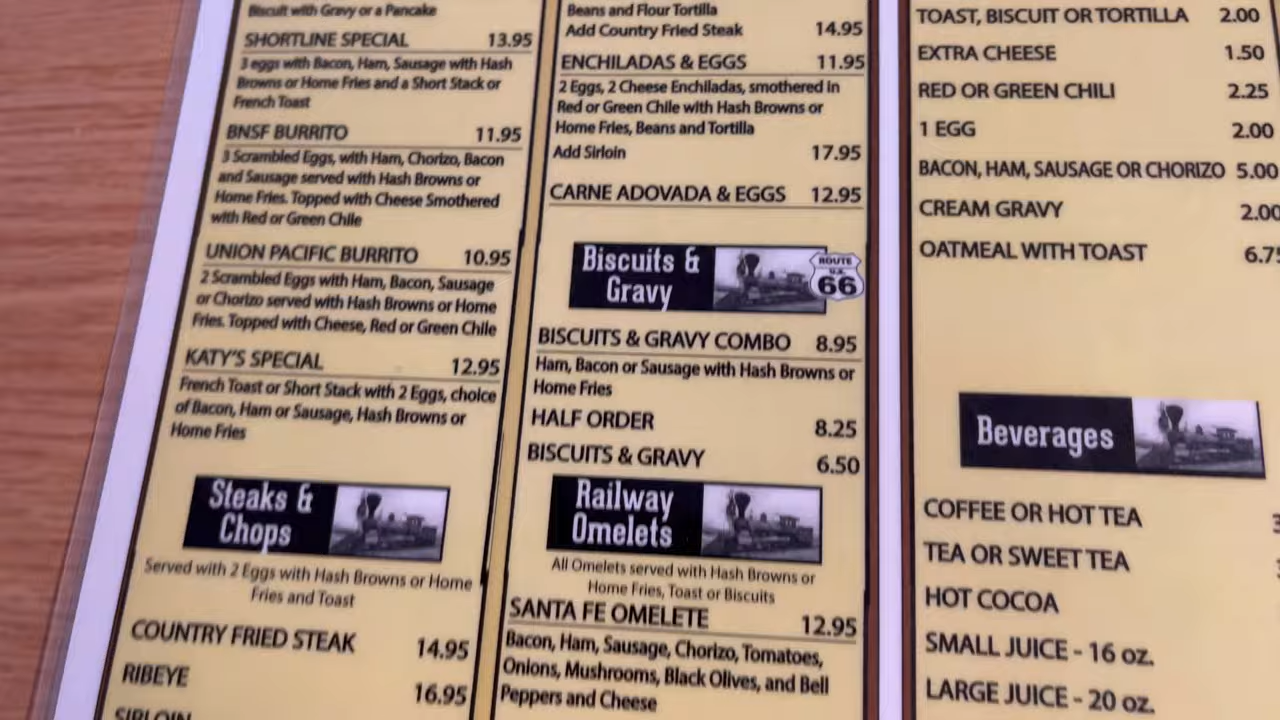 Biscuit with Gravy or a Pancake
SHORTLINE SPECIAL 13.95
3 eggs with Bacon, Ham, Sausage with Hash
Browns or Home Fries and a Short Stack or
French Toast
BNSF BURRITO 11.95
3 Scrambled Eggs, with Ham, Chorizo, Bacon
and Sausage served with Hash Browns or
Home Fries. Topped with Cheese Smothered
with Red or Green Chile
UNION PACIFIC BURRITO 10.95
2 Scrambled Eggs with Ham, Bacon, Sausage
or Chorizo served with Hash Browns or Home
Fries. Topped with Cheese, Red or Green Chile
KATY'S SPECIAL 12.95
French Toast or Short Stack with 2 Eggs, choice
of Bacon, Ham or Sausage, Hash Browns or
Home Fries
Steaks &
Chops
Served with 2 Eggs with Hash Browns or Home
Fries and Toast
COUNTRY FRIED STEAK 14.95
RIBEYE 16.95
SIRLOIN
Beans and Flour Tortilla
Add Country Fried Steak 14.95
ENCHILADAS & EGGS 11.95
2 Eggs, 2 Cheese Enchiladas, smothered in
Red or Green Chile with Hash Browns or
Home Fries, Beans and Tortilla
Add Sirloin 17.95
CARNE ADOVADA & EGGS 12.95
Biscuits &
Gravy
ROUTE
U.S.
66
BISCUITS & GRAVY COMBO 8.95
Ham, Bacon or Sausage with Hash Browns or
Home Fries
HALF ORDER 8.25
BISCUITS & GRAVY 6.50
Railway
Omelets
All Omelets served with Hash Browns or
Home Fries, Toast or Biscuits
SANTA FE OMELETE 12.95
Bacon, Ham, Sausage, Chorizo, Tomatoes,
Onions, Mushrooms, Black Olives, and Bell
Peppers and Cheese
TOAST, BISCUIT OR TORTILLA 2.00
EXTRA CHEESE 1.50
RED OR GREEN CHILI 2.25
1 EGG 2.00
BACON, HAM, SAUSAGE OR CHORIZO 5.00
CREAM GRAVY 2.00
OATMEAL WITH TOAST 6.75
Beverages
COFFEE OR HOT TEA
TEA OR SWEET TEA
HOT COCOA
SMALL JUICE - 16 oz.
LARGE JUICE - 20 oz.